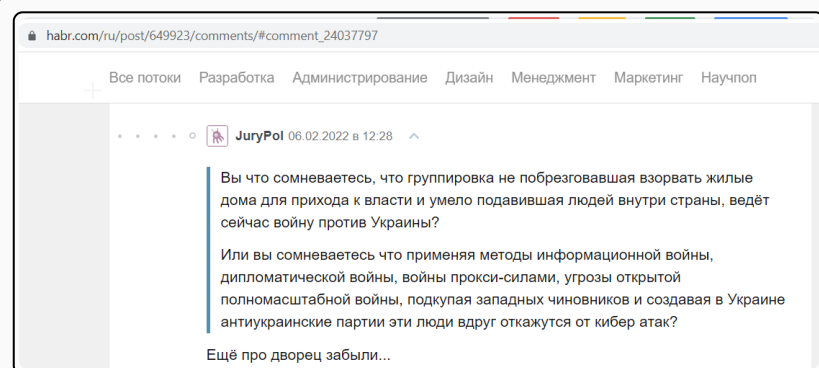 habr.com/ru/post/649923/comments/#comment_24037797
Все потоки Разработка Администрирование Дизайн Менеджмент Маркетинг Научпоп
JuryPol 06.02.2022 в 12:28
Вы что сомневаетесь, что группировка не побрезговавшая взорвать жилые
дома для прихода к власти и умело подавившая людей внутри страны, ведёт
сейчас войну против Украины?
Или вы сомневаетесь что применяя методы информационной войны,
дипломатической войны, войны прокси-силами, угрозы открытой
полномасштабной войны, подкупая западных чиновников и создавая в Украине
антиукраинские партии эти люди вдруг откажутся от кибер атак?
Ещё про дворец забыли...